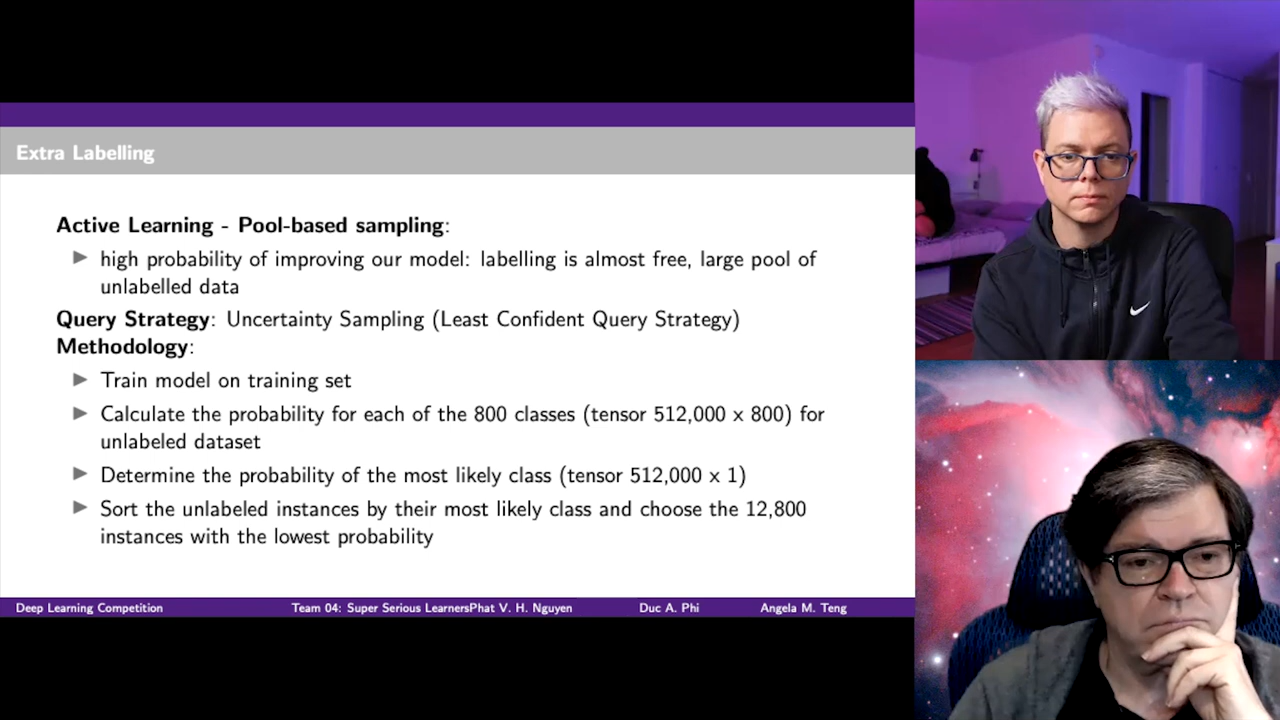 Extra Labelling
Active Learning - Pool-based sampling:
high probability of improving our model: labelling is almost free, large pool of
unlabelled data
Query Strategy: Uncertainty Sampling (Least Confident Query Strategy)
Methodology:
Train model on training set
Calculate the probability for each of the 800 classes (tensor 512,000 x 800) for
unlabeled dataset
Determine the probability of the most likely class (tensor 512,000 x 1)
Sort the unlabeled instances by their most likely class and choose the 12,800
instances with the lowest probability
Deep Learning Competition Team 04: Super Serious LearnersPhat V. H. Nguyen Duc A. Phi Angela M. Teng